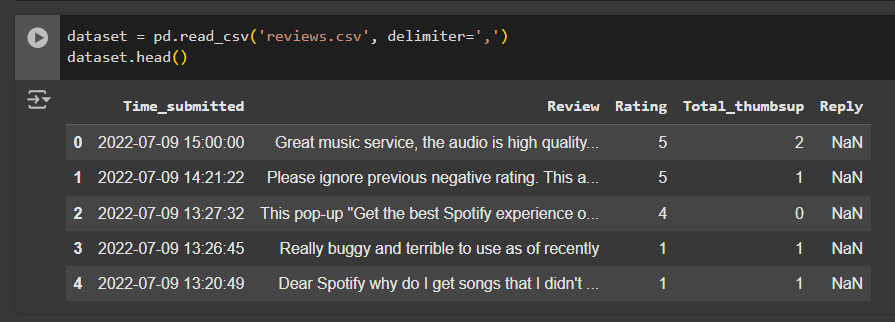 dataset = pd.read_csv('reviews.csv', delimiter=',')
dataset.head()
Time_submitted Review Rating Total_thumbsup Reply
0 2022-07-09 15:00:00 Great music service, the audio is high quality... 5 2 NaN
1 2022-07-09 14:21:22 Please ignore previous negative rating. This a... 5 1 NaN
2 2022-07-09 13:27:32 This pop-up "Get the best Spotify experience o... 4 0 NaN
3 2022-07-09 13:26:45 Really buggy and terrible to use as of recently 1 1 NaN
4 2022-07-09 13:20:49 Dear Spotify why do I get songs that I didn't ... 1 1 NaN